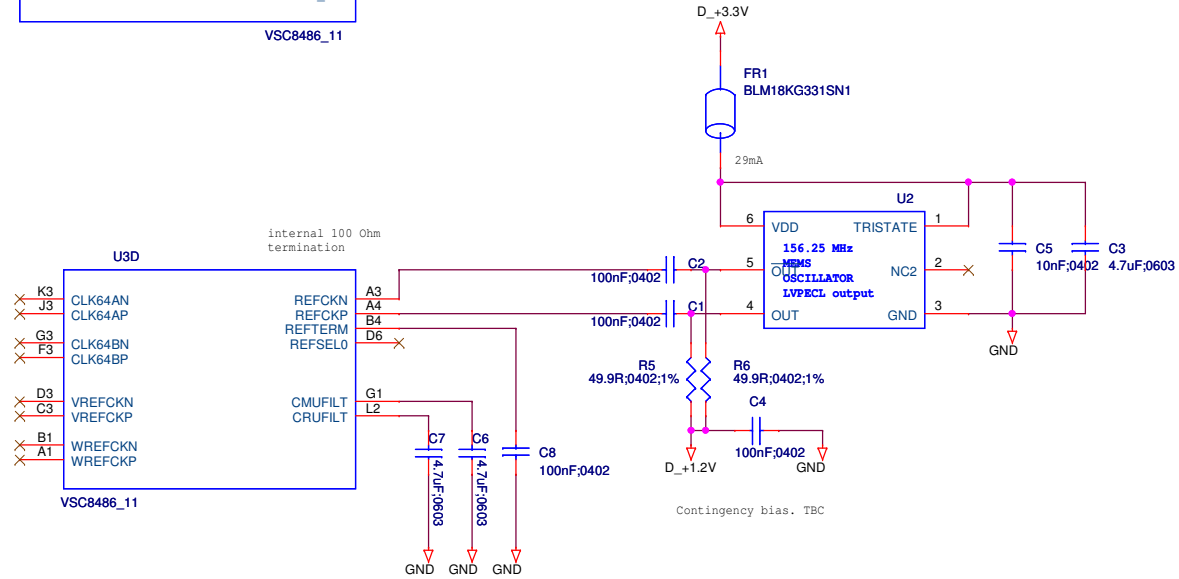 VSC8486_11
D_+3.3V
FR1
BLM18KG331SN1
29mA
U2
6
VDD
TRISTATE
1
156.25 MHz
MEMS
OSCILLATOR
LVPECL output
5
OUT
NC2
2
4
OUT
GND
3
C5
10nF;0402
C3
4.7uF;0603
GND
internal 100 Ohm
termination
U3D
K3
CLK64AN
J3
CLK64AP
G3
CLK64BN
F3
CLK64BP
D3
VREFCKN
C3
VREFCKP
B1
WREFCKN
A1
WREFCKP
REFCKN
A3
REFCKP
A4
REFTERM
B4
REFSEL0
D6
CMUFILT
G1
CRUFILT
L2
VSC8486_11
C2
100nF;0402
C1
100nF;0402
R5
49.9R;0402;1%
R6
49.9R;0402;1%
C4
100nF;0402
D_+1.2V
GND
Contingency bias. TBC
C7
4.7uF;0603
C6
4.7uF;0603
C8
100nF;0402
GND
GND
GND